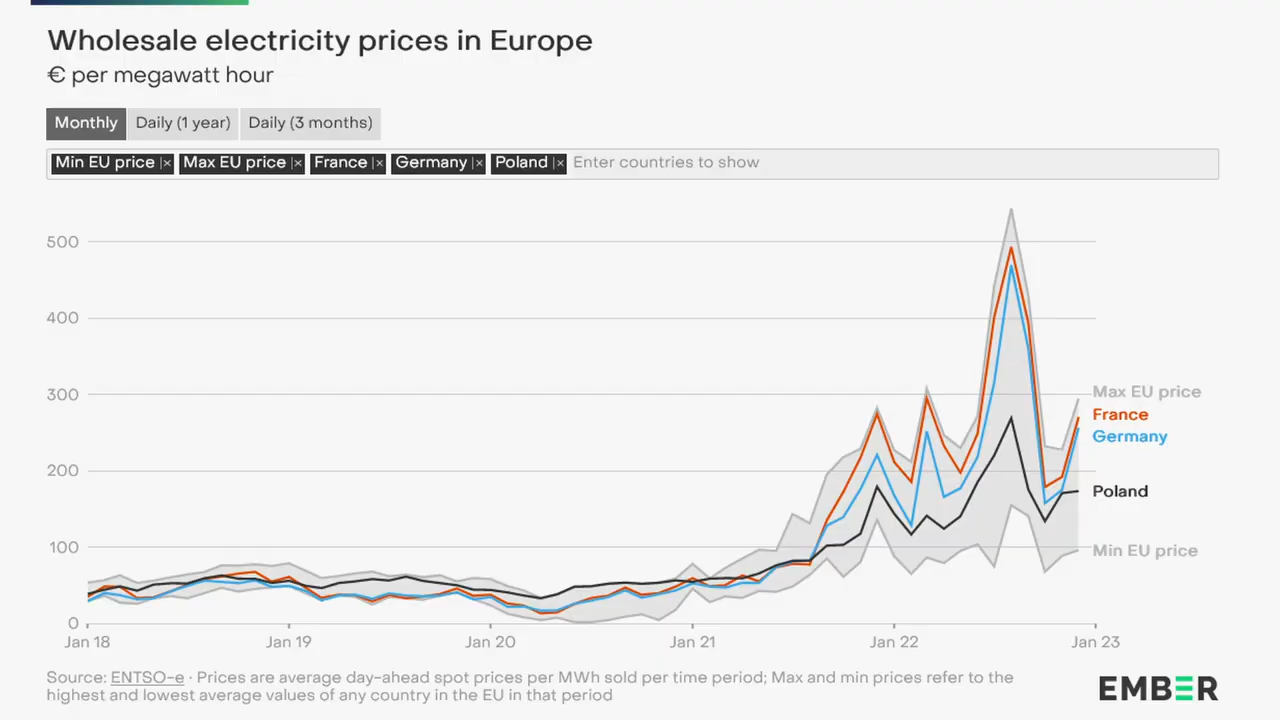 Wholesale electricity prices in Europe
€ per megawatt hour
Monthly Daily (1 year) Daily (3 months)
Min EU price |× Max EU price |× France |× Germany |× Poland |× Enter countries to show
500
400
300
200
100
0
Max EU price
France
Germany
Poland
Min EU price
Jan 18 Jan 19 Jan 20 Jan 21 Jan 22 Jan 23
Source: ENTSO-e · Prices are average day-ahead spot prices per MWh sold per time period; Max and min prices refer to the
highest and lowest average values of any country in the EU in that period
EMBER